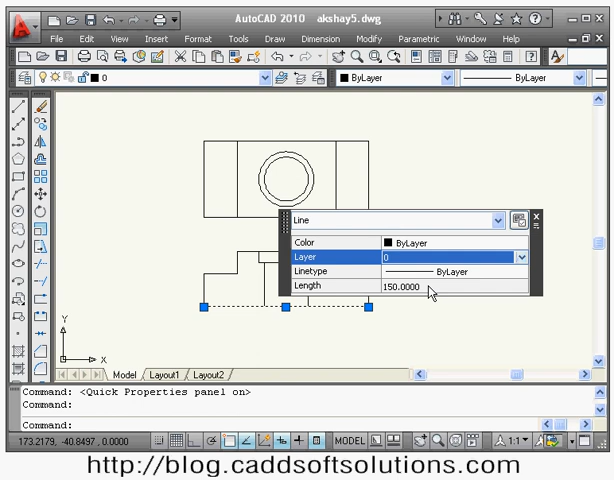 AutoCAD 2010 akshay5.dwg
File Edit View Insert Format Tools Draw
Dimension Modify Parametric Window Help
0 ByLayer ByLayer
Line
Color ByLayer
Layer 0
Linetype ByLayer
Length 150.0000
Y
X
Model Layout1 Layout2
Command: <Quick Properties panel on>
Command:
Command:
173.2179, -40.8497, 0.0000 MODEL 1:1
http://blog.caddsoftsolutions.com